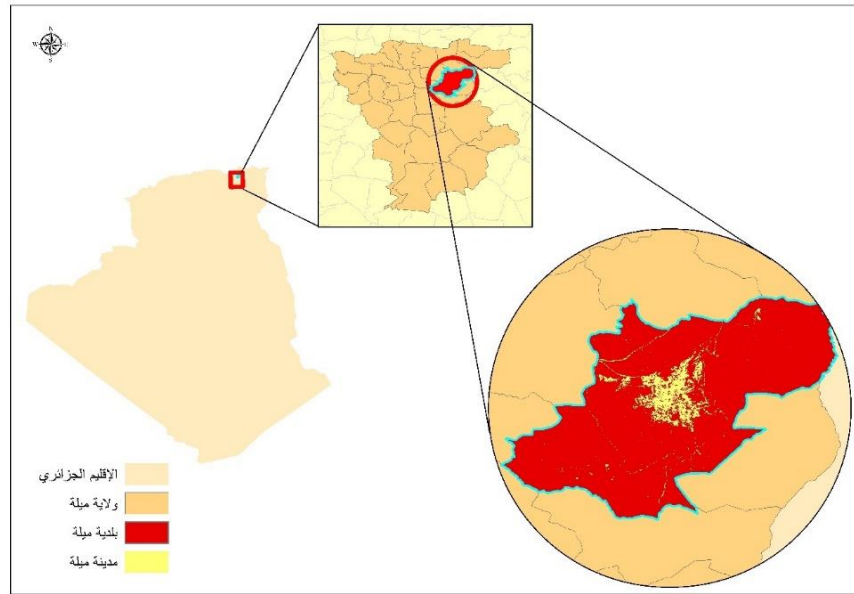 N
W E
S
الإقليم الجزائري
ولاية ميلة
بلدية ميلة
مدينة ميلة